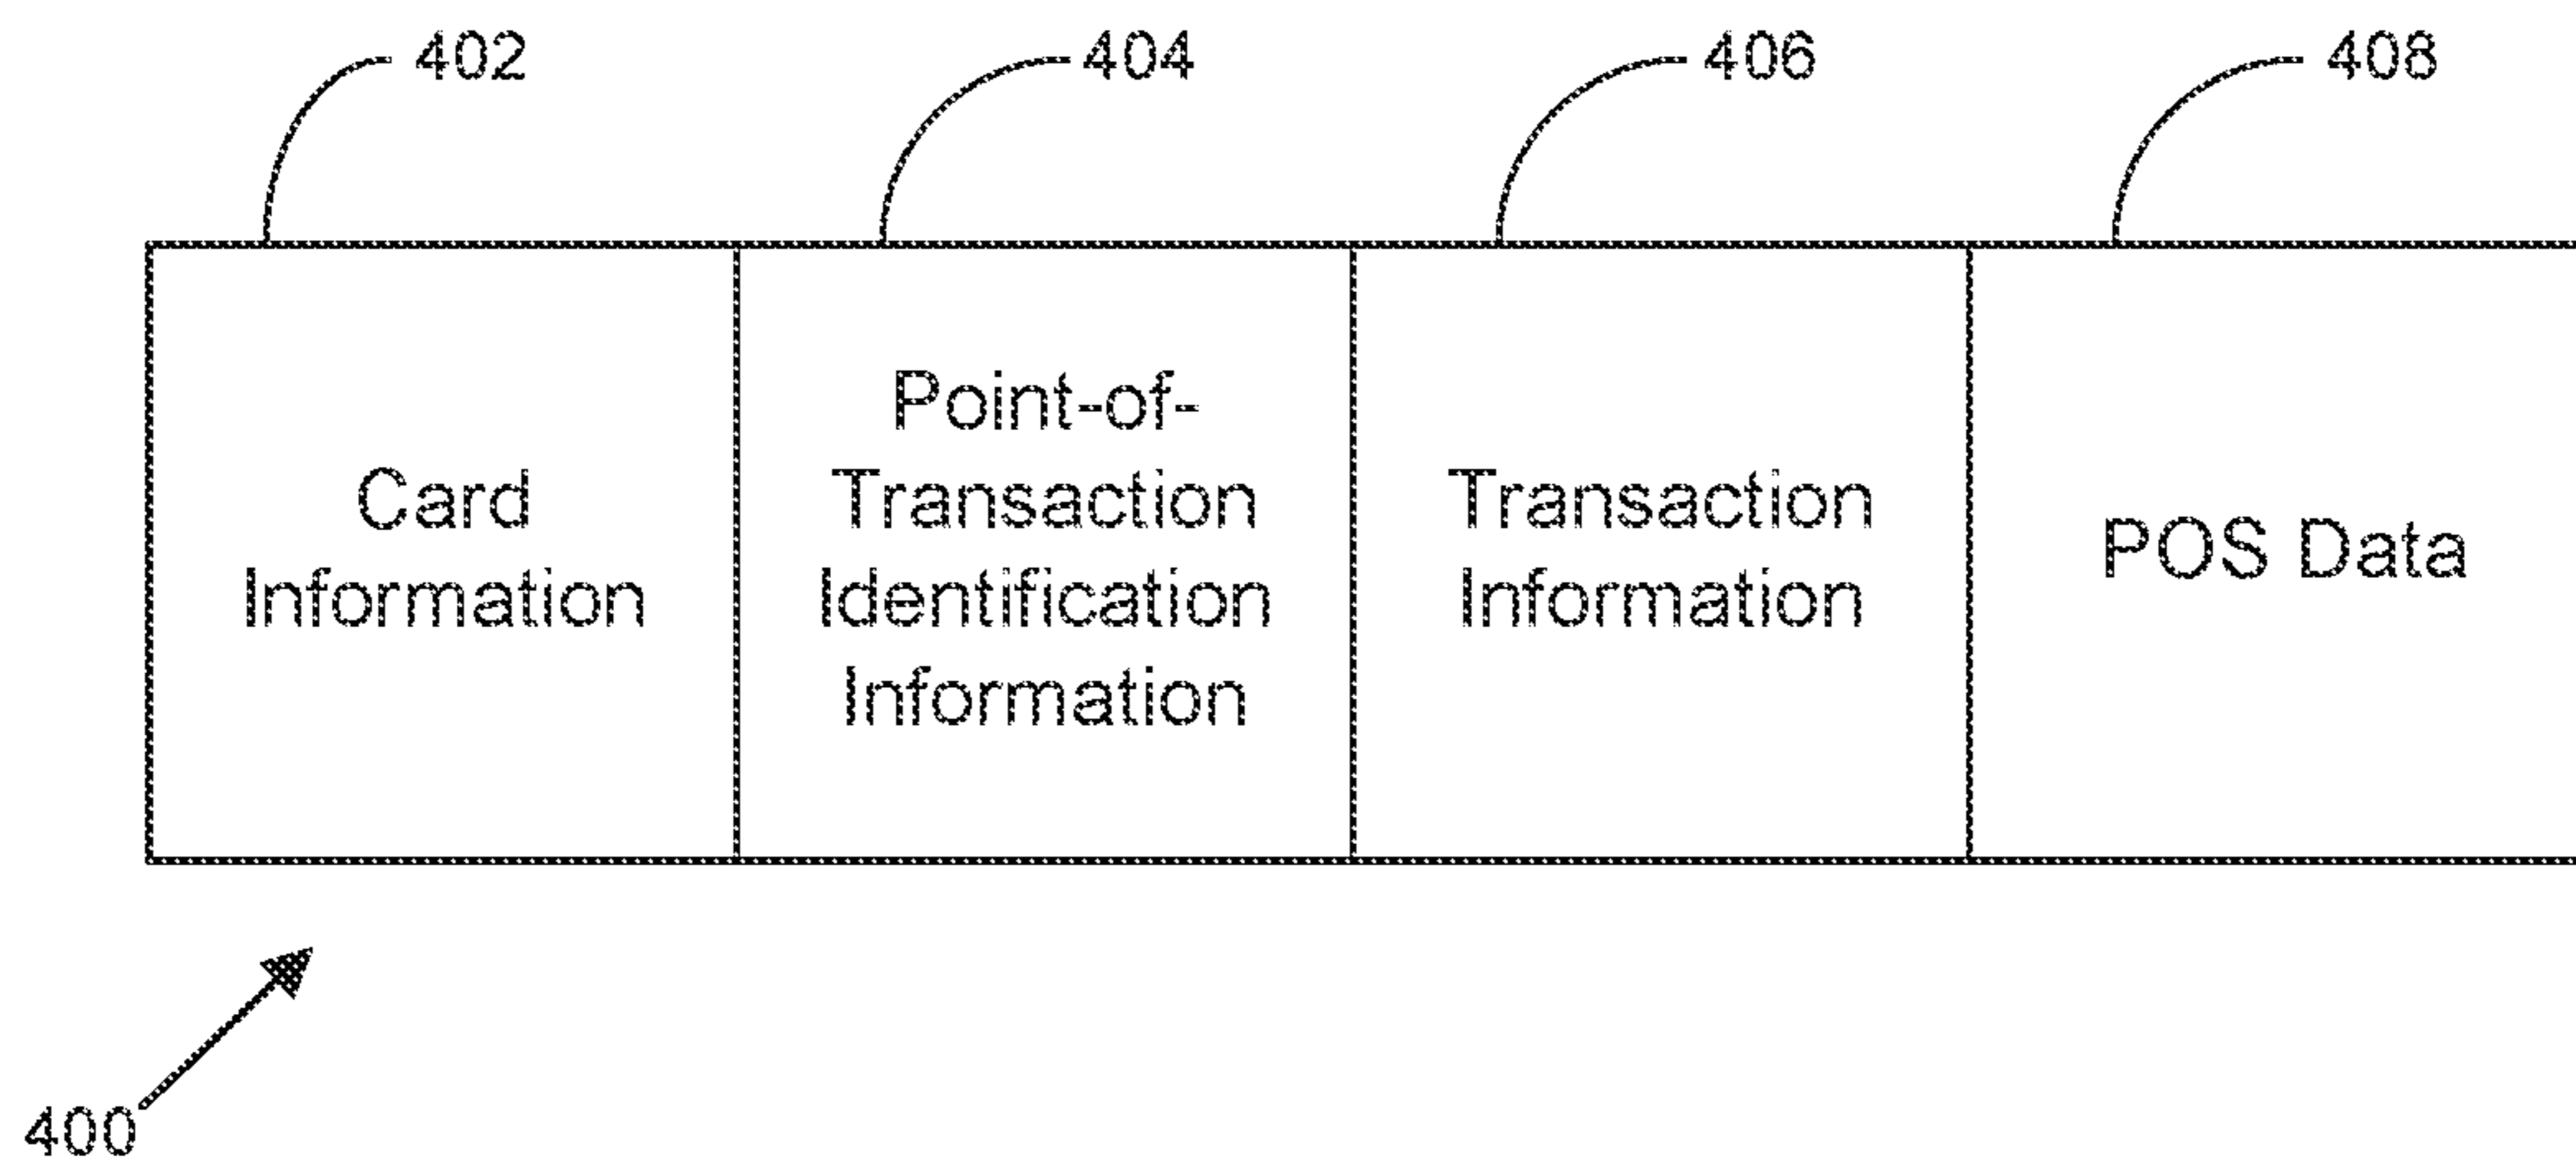 402
404
406
408
Card
Information
Point-of-
Transaction
Identification
Information
Transaction
Information
POS Data
400